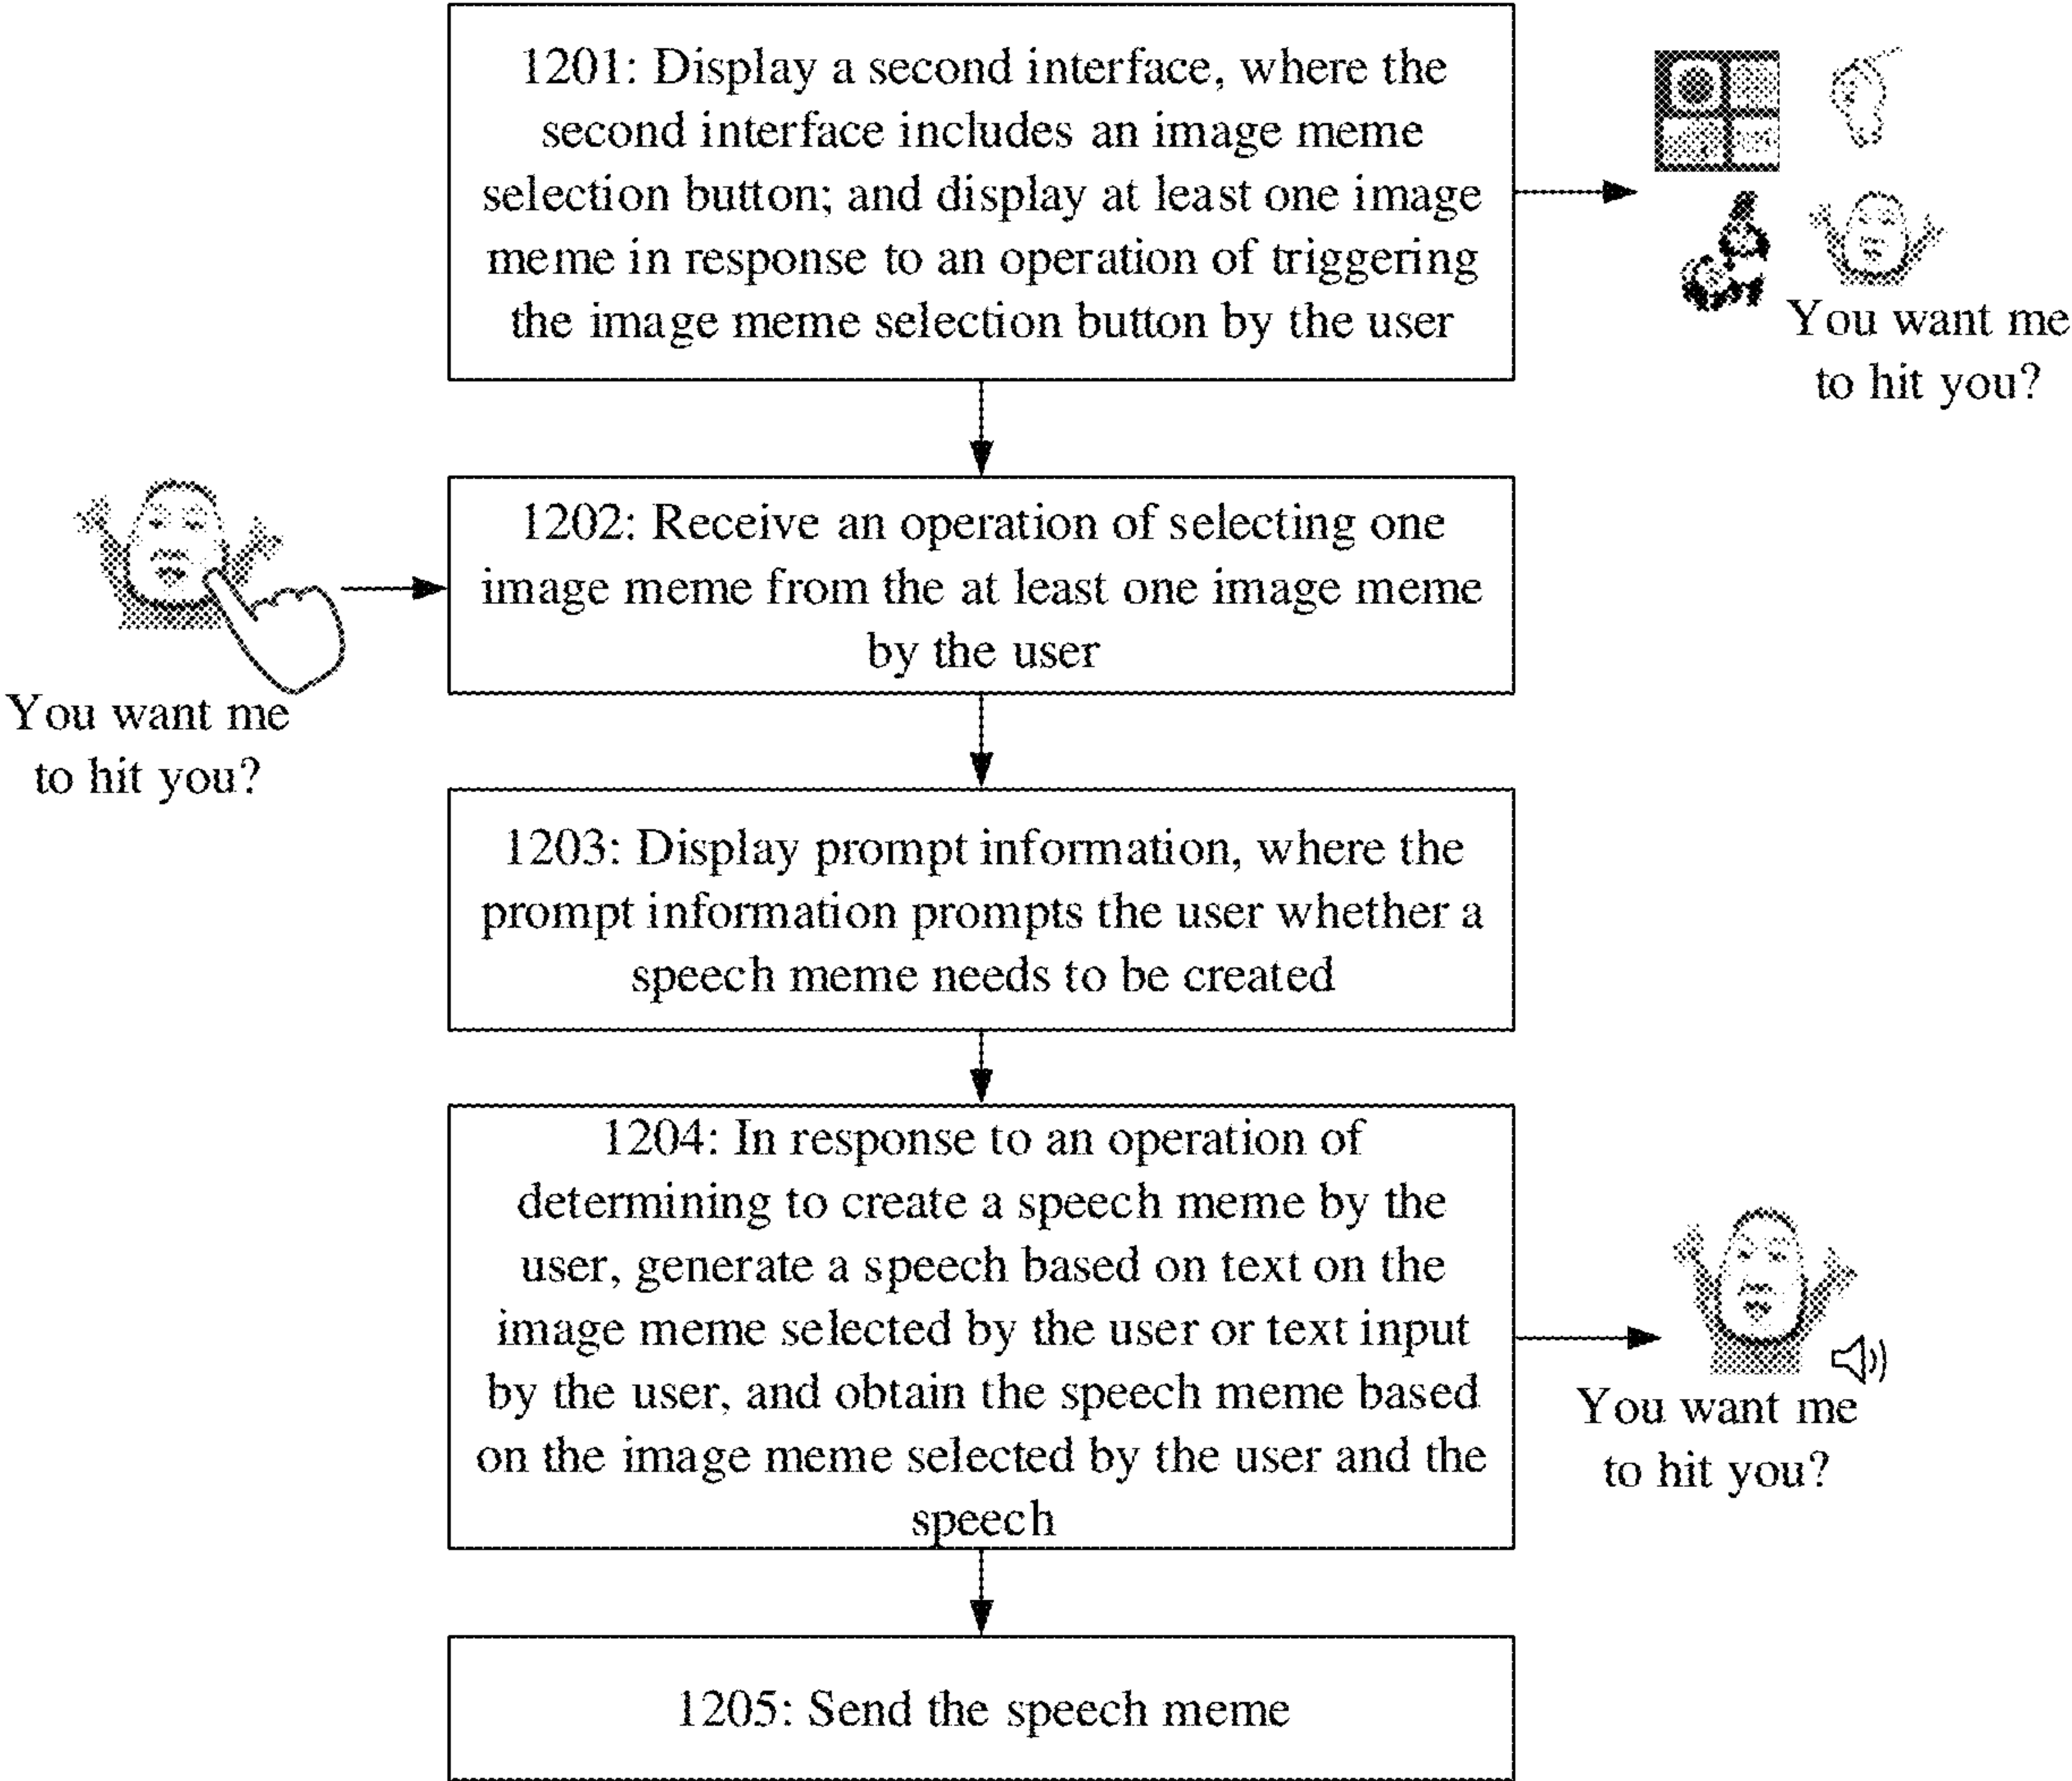 1201: Display a second interface, where the
second interface includes an image meme
selection button; and display at least one image
meme in response to an operation of triggering
the image meme selection button by the user
You want me
to hit you?
1202: Receive an operation of selecting one
image meme from the at least one image meme
by the user
You want me
to hit you?
1203: Display prompt information, where the
prompt information prompts the user whether a
speech meme needs to be created
1204: In response to an operation of
determining to create a speech meme by the
user, generate a speech based on text on the
image meme selected by the user or text input
by the user, and obtain the speech meme based
on the image meme selected by the user and the
speech
You want me
to hit you?
1205: Send the speech meme